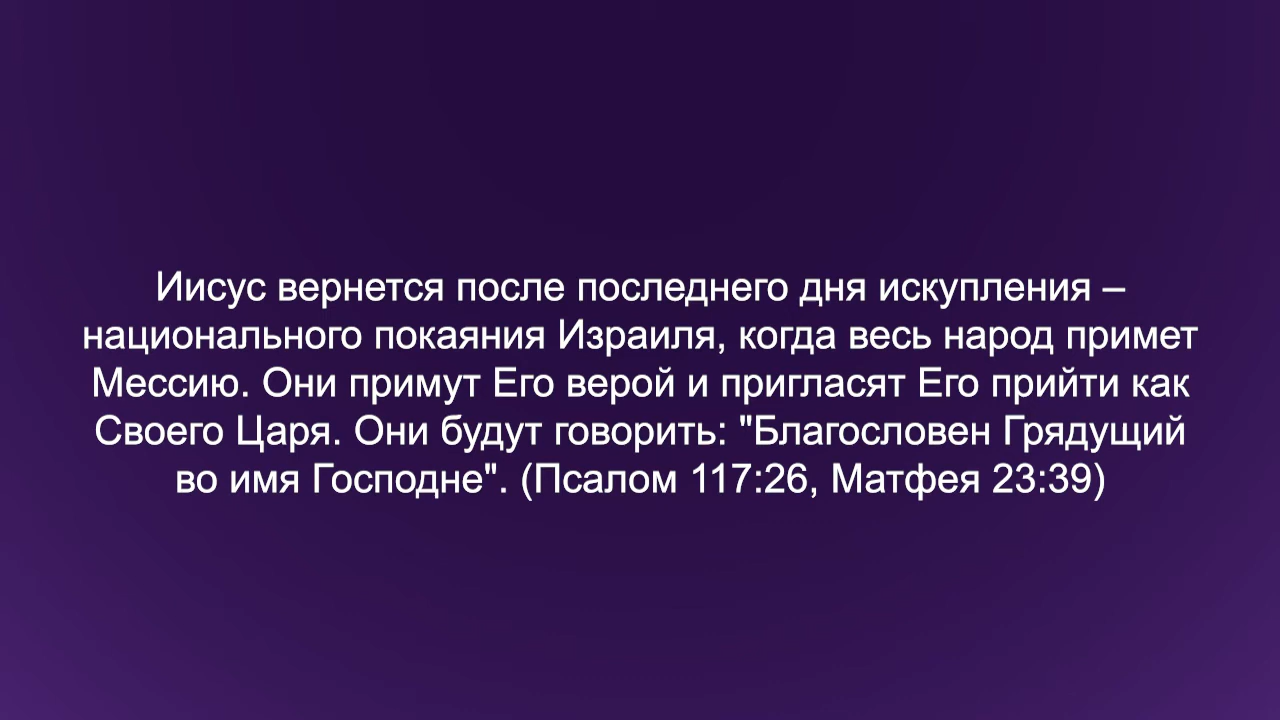 Иисус вернется после последнего дня искупления –
национального покаяния Израиля, когда весь народ примет
Мессию. Они примут Его верой и пригласят Его прийти как
Своего Царя. Они будут говорить: "Благословен Грядущий
во имя Господне". (Псалом 117:26, Матфея 23:39)